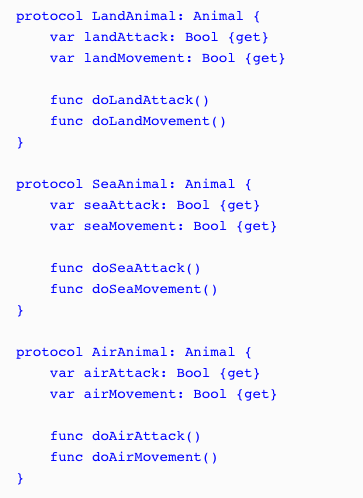 protocol LandAnimal: Animal {
    var landAttack: Bool {get}
    var landMovement: Bool {get}

    func doLandAttack()
    func doLandMovement()
}

protocol SeaAnimal: Animal {
    var seaAttack: Bool {get}
    var seaMovement: Bool {get}

    func doSeaAttack()
    func doSeaMovement()
}

protocol AirAnimal: Animal {
    var airAttack: Bool {get}
    var airMovement: Bool {get}

    func doAirAttack()
    func doAirMovement()
}